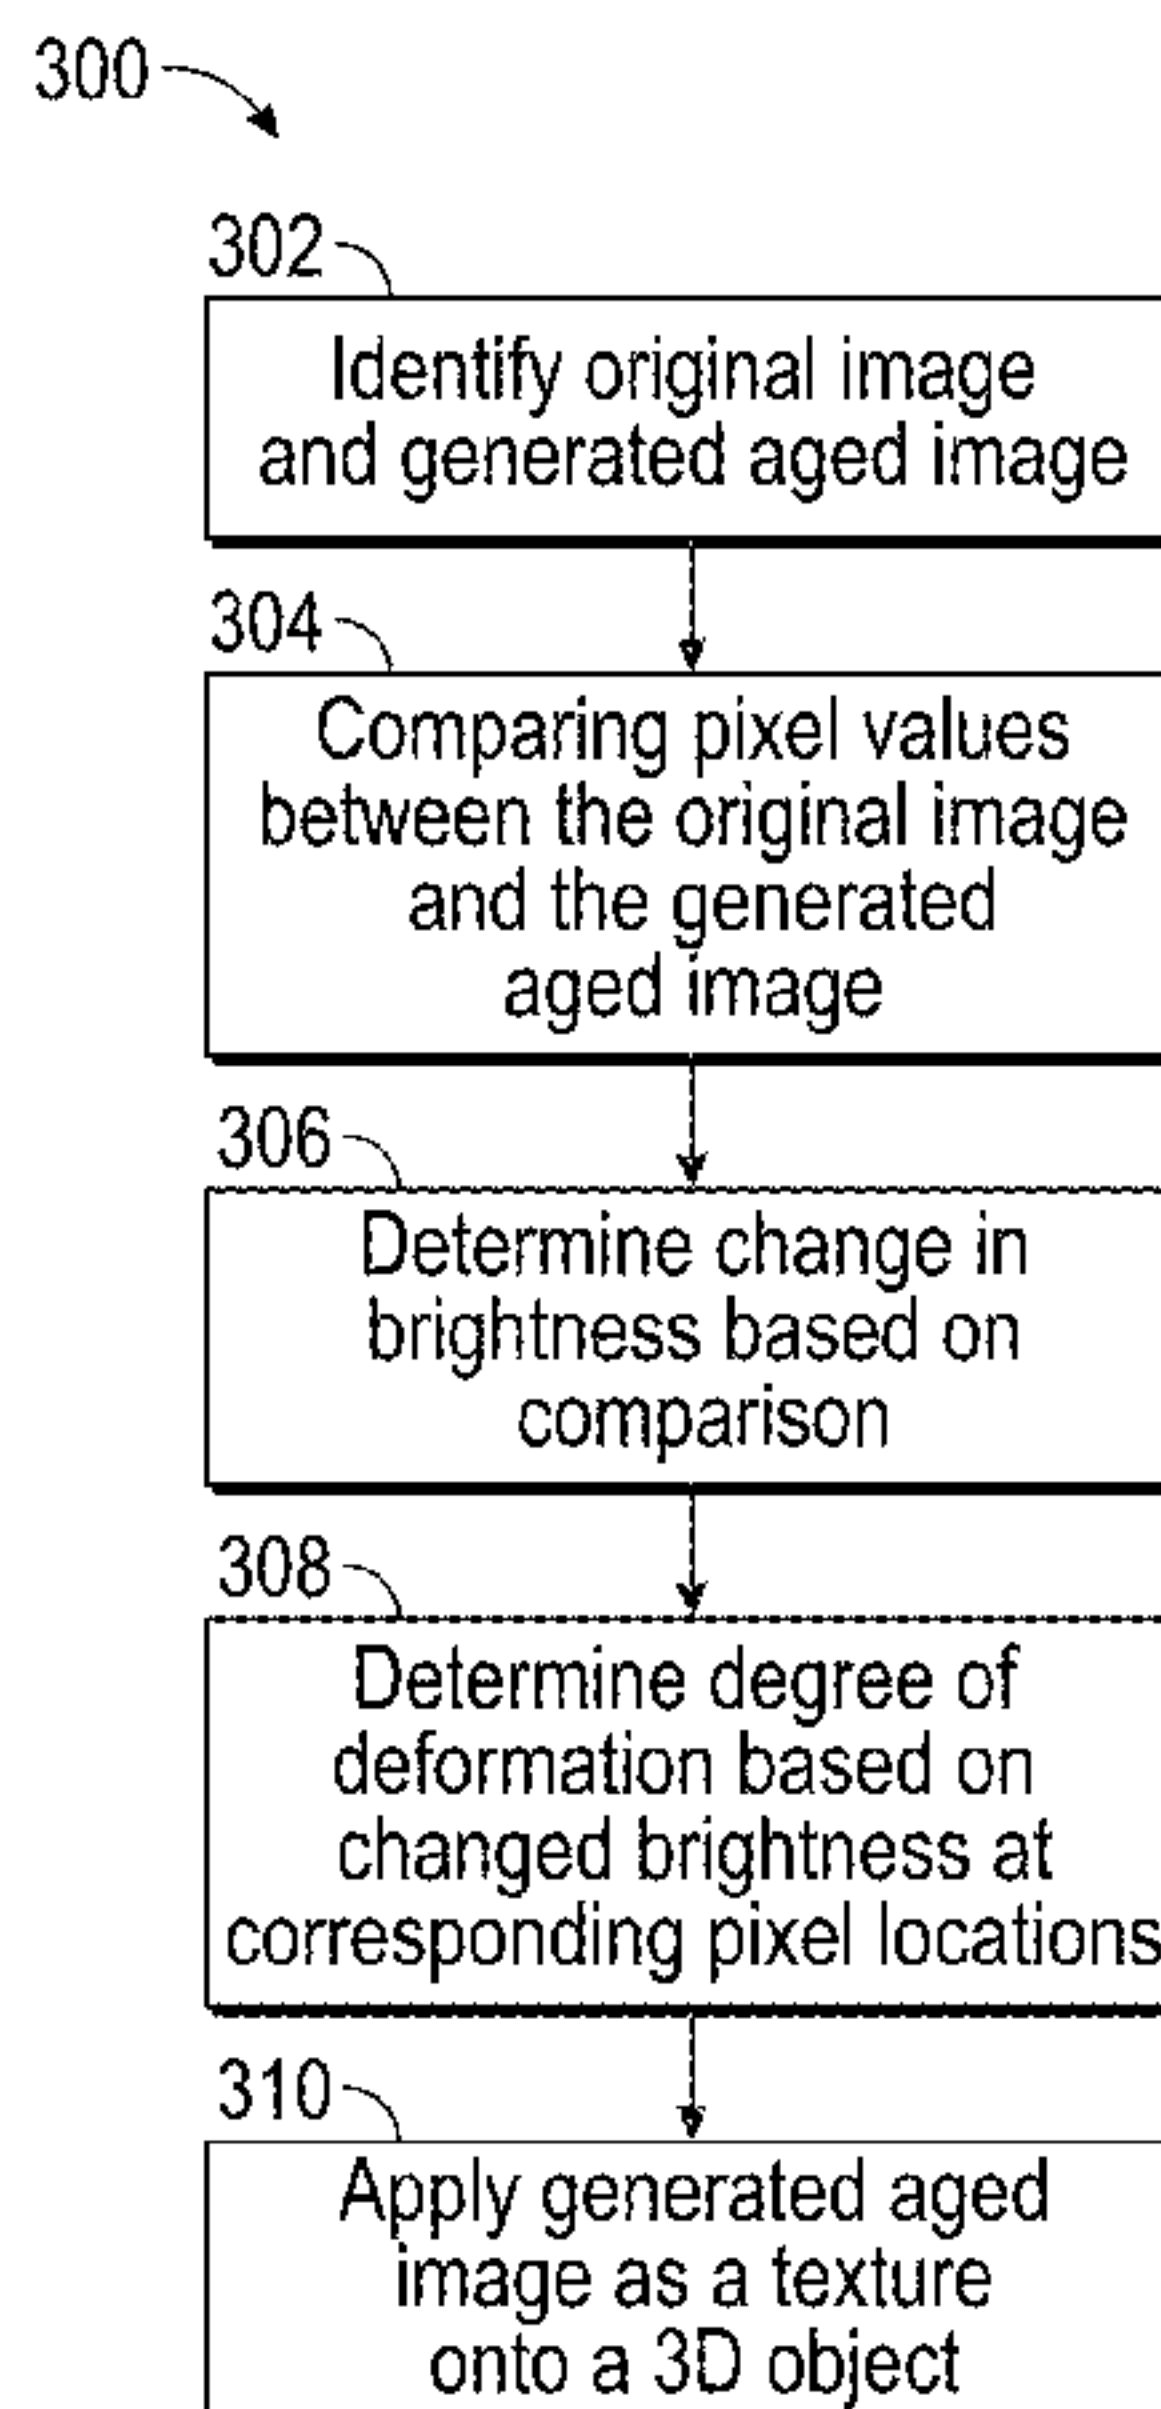 300
302
Identify original image
and generated aged image
304
Comparing pixel values
between the original image
and the generated
aged image
306
Determine change in
brightness based on
comparison
308
Determine degree of
deformation based on
changed brightness at
corresponding pixel locations
310
Apply generated aged
image as a texture
onto a 3D object